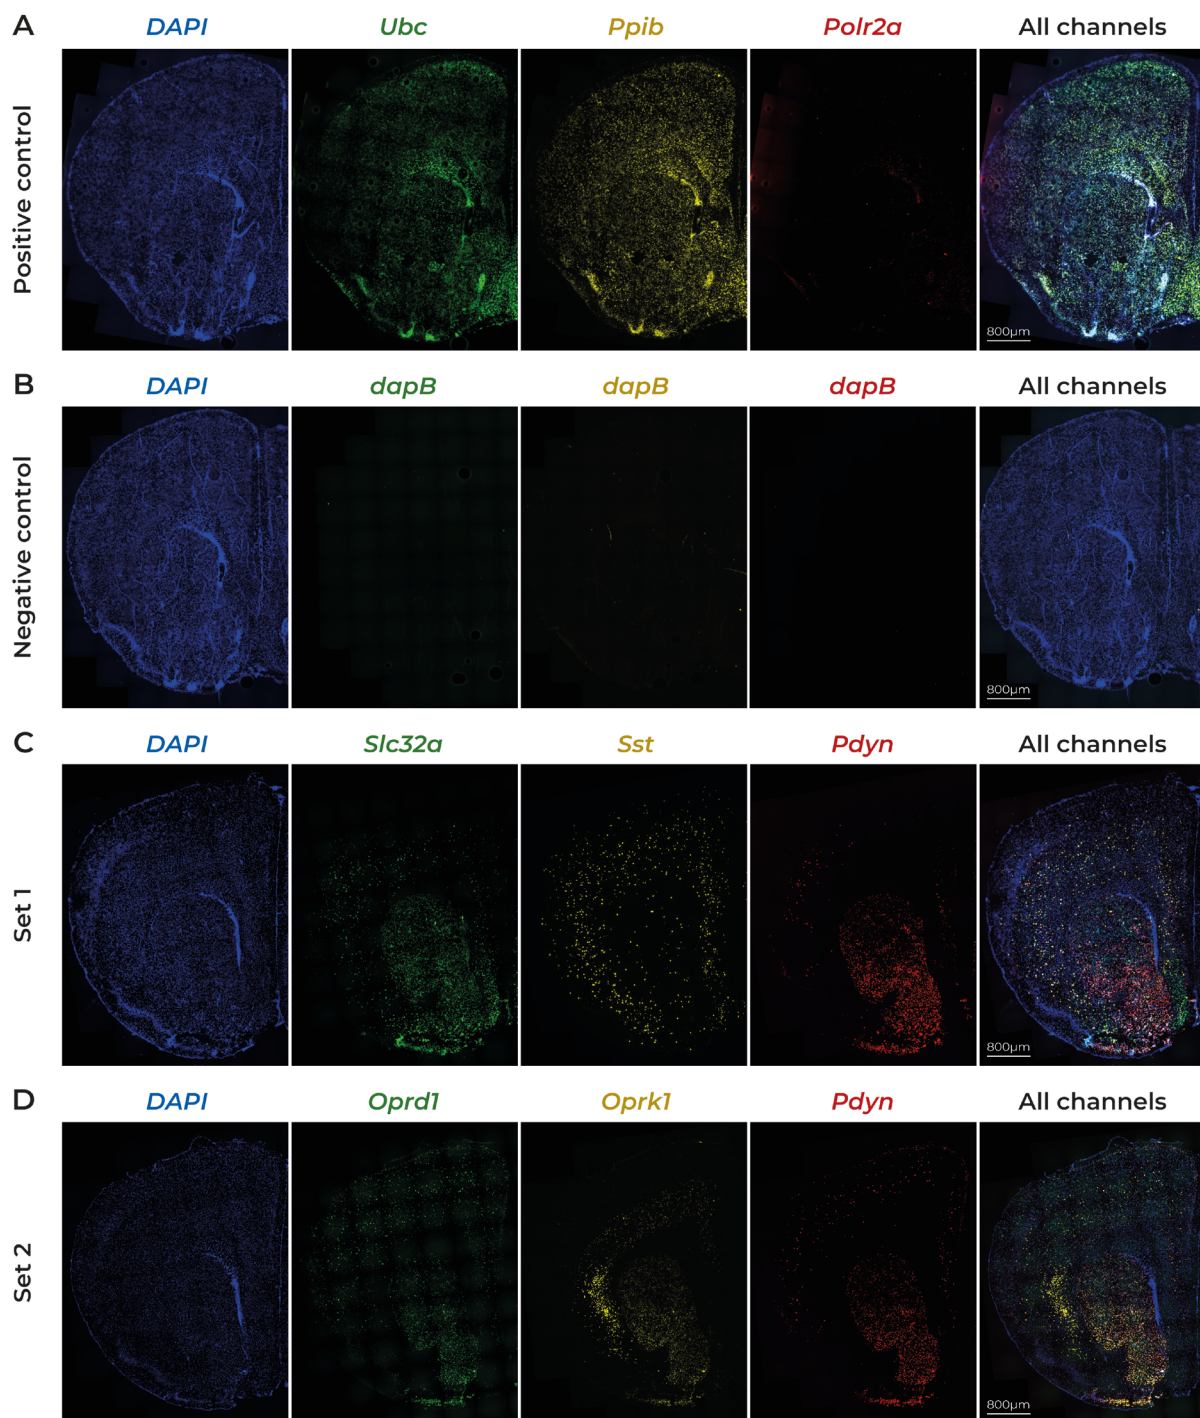 A DAPI Ubc Ppib Polr2a All channels
Positive control
800µm
B DAPI dapB dapB dapB All channels
Negative control
800µm
C DAPI Slc32a Sst Pdyn All channels
Set 1
800µm
D DAPI Oprd1 Oprk1 Pdyn All channels
Set 2
800µm